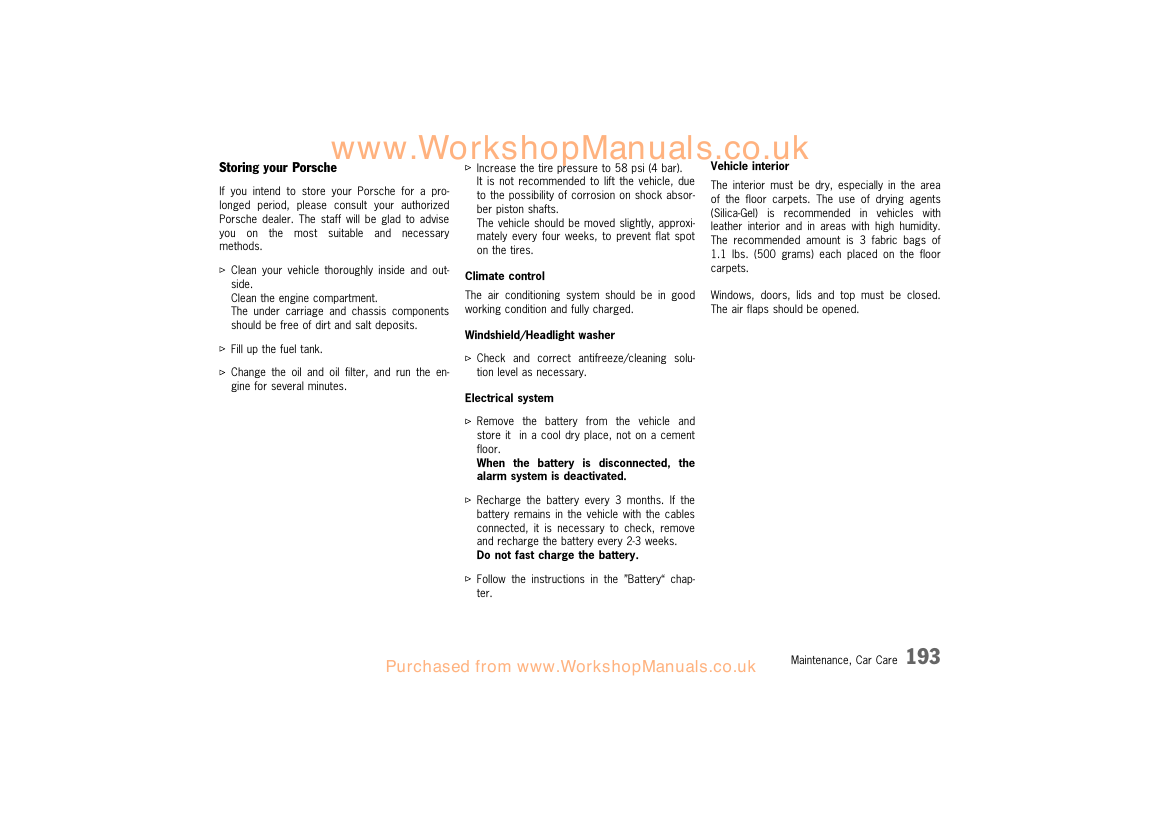 www.WorkshopManuals.co.uk
Storing your Porsche
If you intend to store your Porsche for a pro-
longed period, please consult your authorized
Porsche dealer. The staff will be glad to advise
you on the most suitable and necessary
methods.
▷ Clean your vehicle thoroughly inside and out-
side.
Clean the engine compartment.
The under carriage and chassis components
should be free of dirt and salt deposits.
▷ Fill up the fuel tank.
▷ Change the oil and oil filter, and run the en-
gine for several minutes.
▷ Increase the tire pressure to 58 psi (4 bar).
It is not recommended to lift the vehicle, due
to the possibility of corrosion on shock absor-
ber piston shafts.
The vehicle should be moved slightly, approxi-
mately every four weeks, to prevent flat spot
on the tires.
Climate control
The air conditioning system should be in good
working condition and fully charged.
Windshield/Headlight washer
▷ Check and correct antifreeze/cleaning solu-
tion level as necessary.
Electrical system
▷ Remove the battery from the vehicle and
store it  in a cool dry place, not on a cement
floor.
When the battery is disconnected, the
alarm system is deactivated.
▷ Recharge the battery every 3 months. If the
battery remains in the vehicle with the cables
connected, it is necessary to check, remove
and recharge the battery every 2-3 weeks.
Do not fast charge the battery.
▷ Follow the instructions in the ”Battery“ chap-
ter.
Vehicle interior
The interior must be dry, especially in the area
of the floor carpets. The use of drying agents
(Silica-Gel) is recommended in vehicles with
leather interior and in areas with high humidity.
The recommended amount is 3 fabric bags of
1.1 lbs. (500 grams) each placed on the floor
carpets.
Windows, doors, lids and top must be closed.
The air flaps should be opened.
Maintenance, Car Care 193
Purchased from www.WorkshopManuals.co.uk